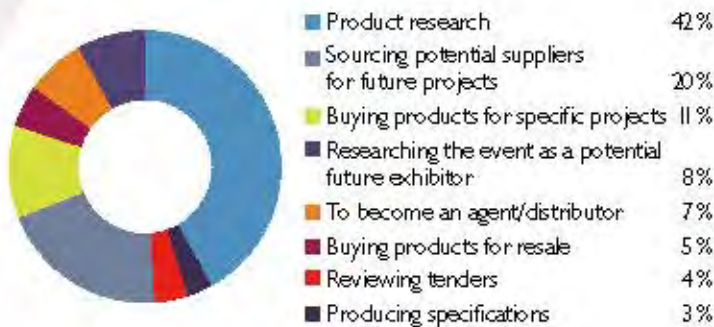 Product research 42%
Sourcing potential suppliers
for future projects 20%
Buying products for specific projects 11%
Researching the event as a potential
future exhibitor 8%
To become an agent/distributor 7%
Buying products for resale 5%
Reviewing tenders 4%
Producing specifications 3%